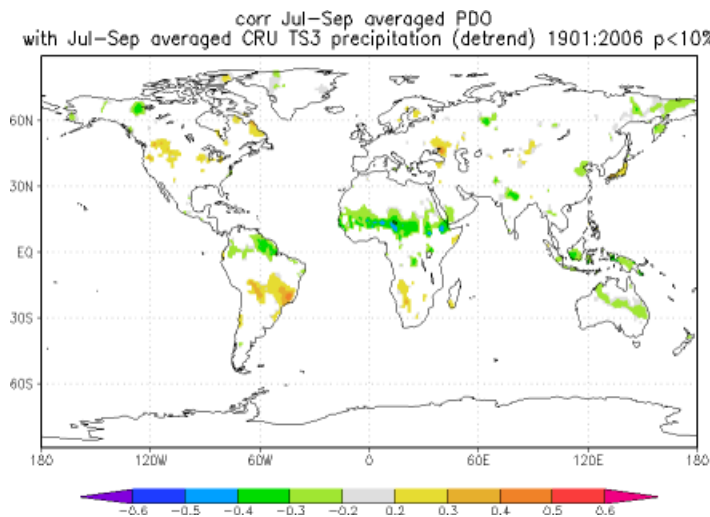 corr Jul-Sep averaged PDO
with Jul-Sep averaged CRU TS3 precipitation (detrend) 1901:2006 p<10%
60N
30N
EQ
30S
60S
180 120W 60W 0 60E 120E 180
-0.6 -0.5 -0.4 -0.3 -0.2 0.2 0.3 0.4 0.5 0.6